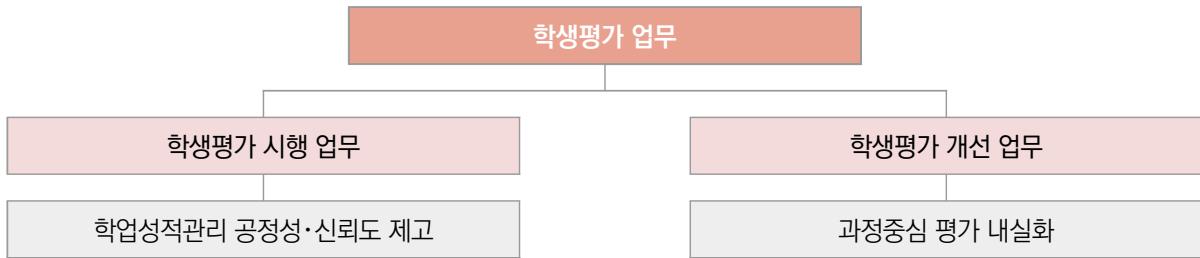 학생평가 업무
학생평가 시행 업무
학생평가 개선 업무
학업성적관리 공정성·신뢰도 제고
과정중심 평가 내실화